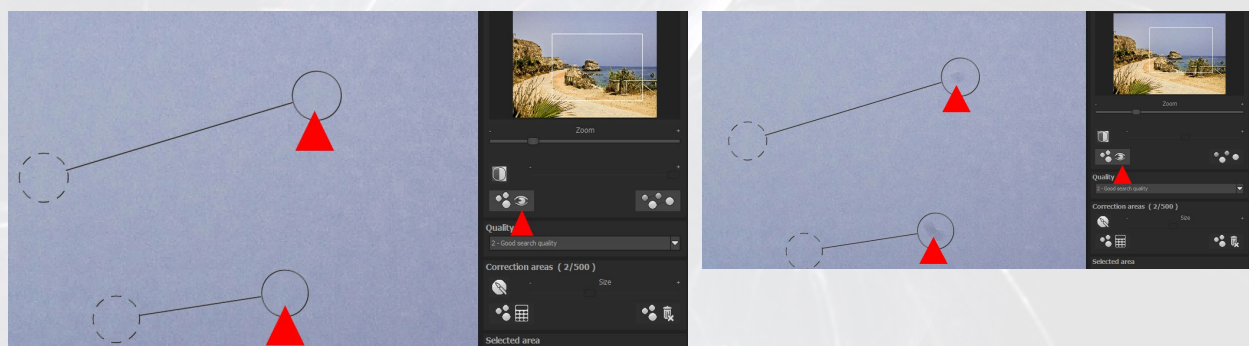 Zoom
Quality
2 - Good search quality
Correction areas ( 2/500 )
Size
Selected area
Zoom
Quality
2 - Good search quality
Correction areas ( 2/500 )
Size
Selected area